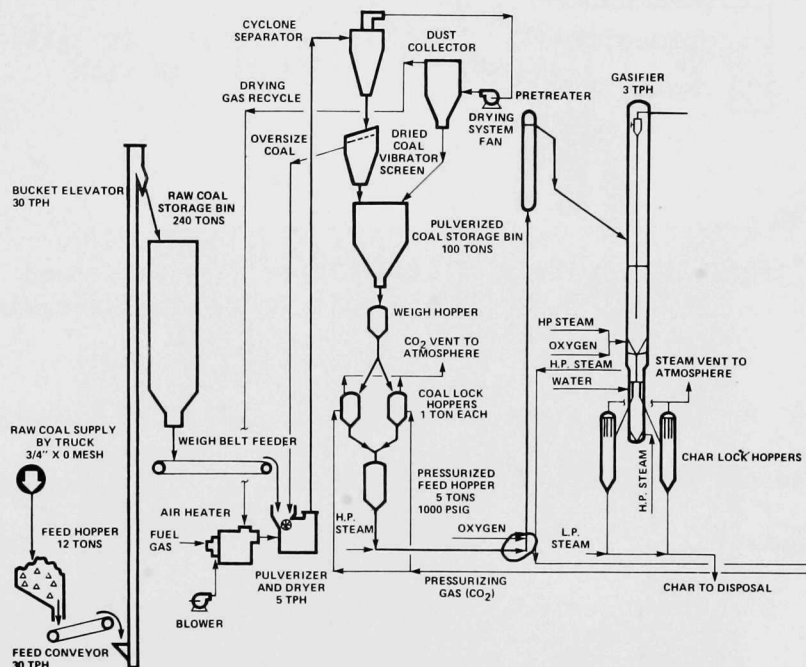 CYCLONE
SEPARATOR
DUST
COLLECTOR
GASIFIER
3 TPH
DRYING
GAS RECYCLE
PRETREATER
DRYING
SYSTEM
FAN
OVERSIZE
COAL
DRIED
COAL
VIBRATOR
SCREEN
BUCKET ELEVATOR
30 TPH
RAW COAL
STORAGE BIN
240 TONS
PULVERIZED
COAL STORAGE BIN
100 TONS
WEIGH HOPPER
HP STEAM
OXYGEN
H.P. STEAM
WATER
CO2 VENT TO
ATMOSPHERE
STEAM VENT TO
ATMOSPHERE
COAL LOCK
HOPPERS
1 TON EACH
RAW COAL SUPPLY
BY TRUCK
3/4" X 0 MESH
WEIGH BELT FEEDER
CHAR LOCK HOPPERS
H.P. STEAM
PRESSURIZED
FEED HOPPER
5 TONS
1000 PSIG
AIR HEATER
FUEL
GAS
H.P.
STEAM
OXYGEN
L.P.
STEAM
FEED HOPPER
12 TONS
PULVERIZER
AND DRYER
5 TPH
PRESSURIZING
GAS (CO2)
CHAR TO DISPOSAL
BLOWER
FEED CONVEYOR
30 TPH